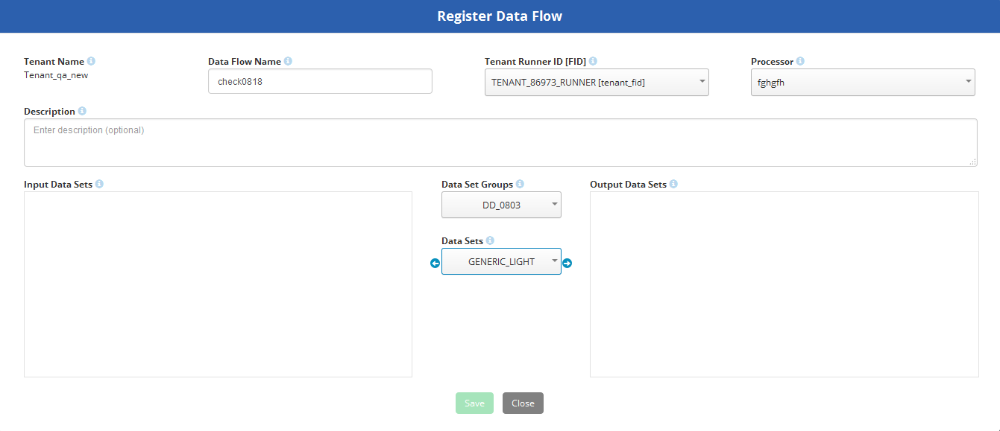 Register Data Flow
Tenant Name
Data Flow Name
Tenant Runner ID [FID]
Processor
Tenant_qa_new
check0818
TENANT_86973_RUNNER [tenant_fid]
fghgfh
Description
Enter description (optional)
Input Data Sets
Data Set Groups
Output Data Sets
DD_0803
Data Sets
GENERIC_LIGHT
Save
Close